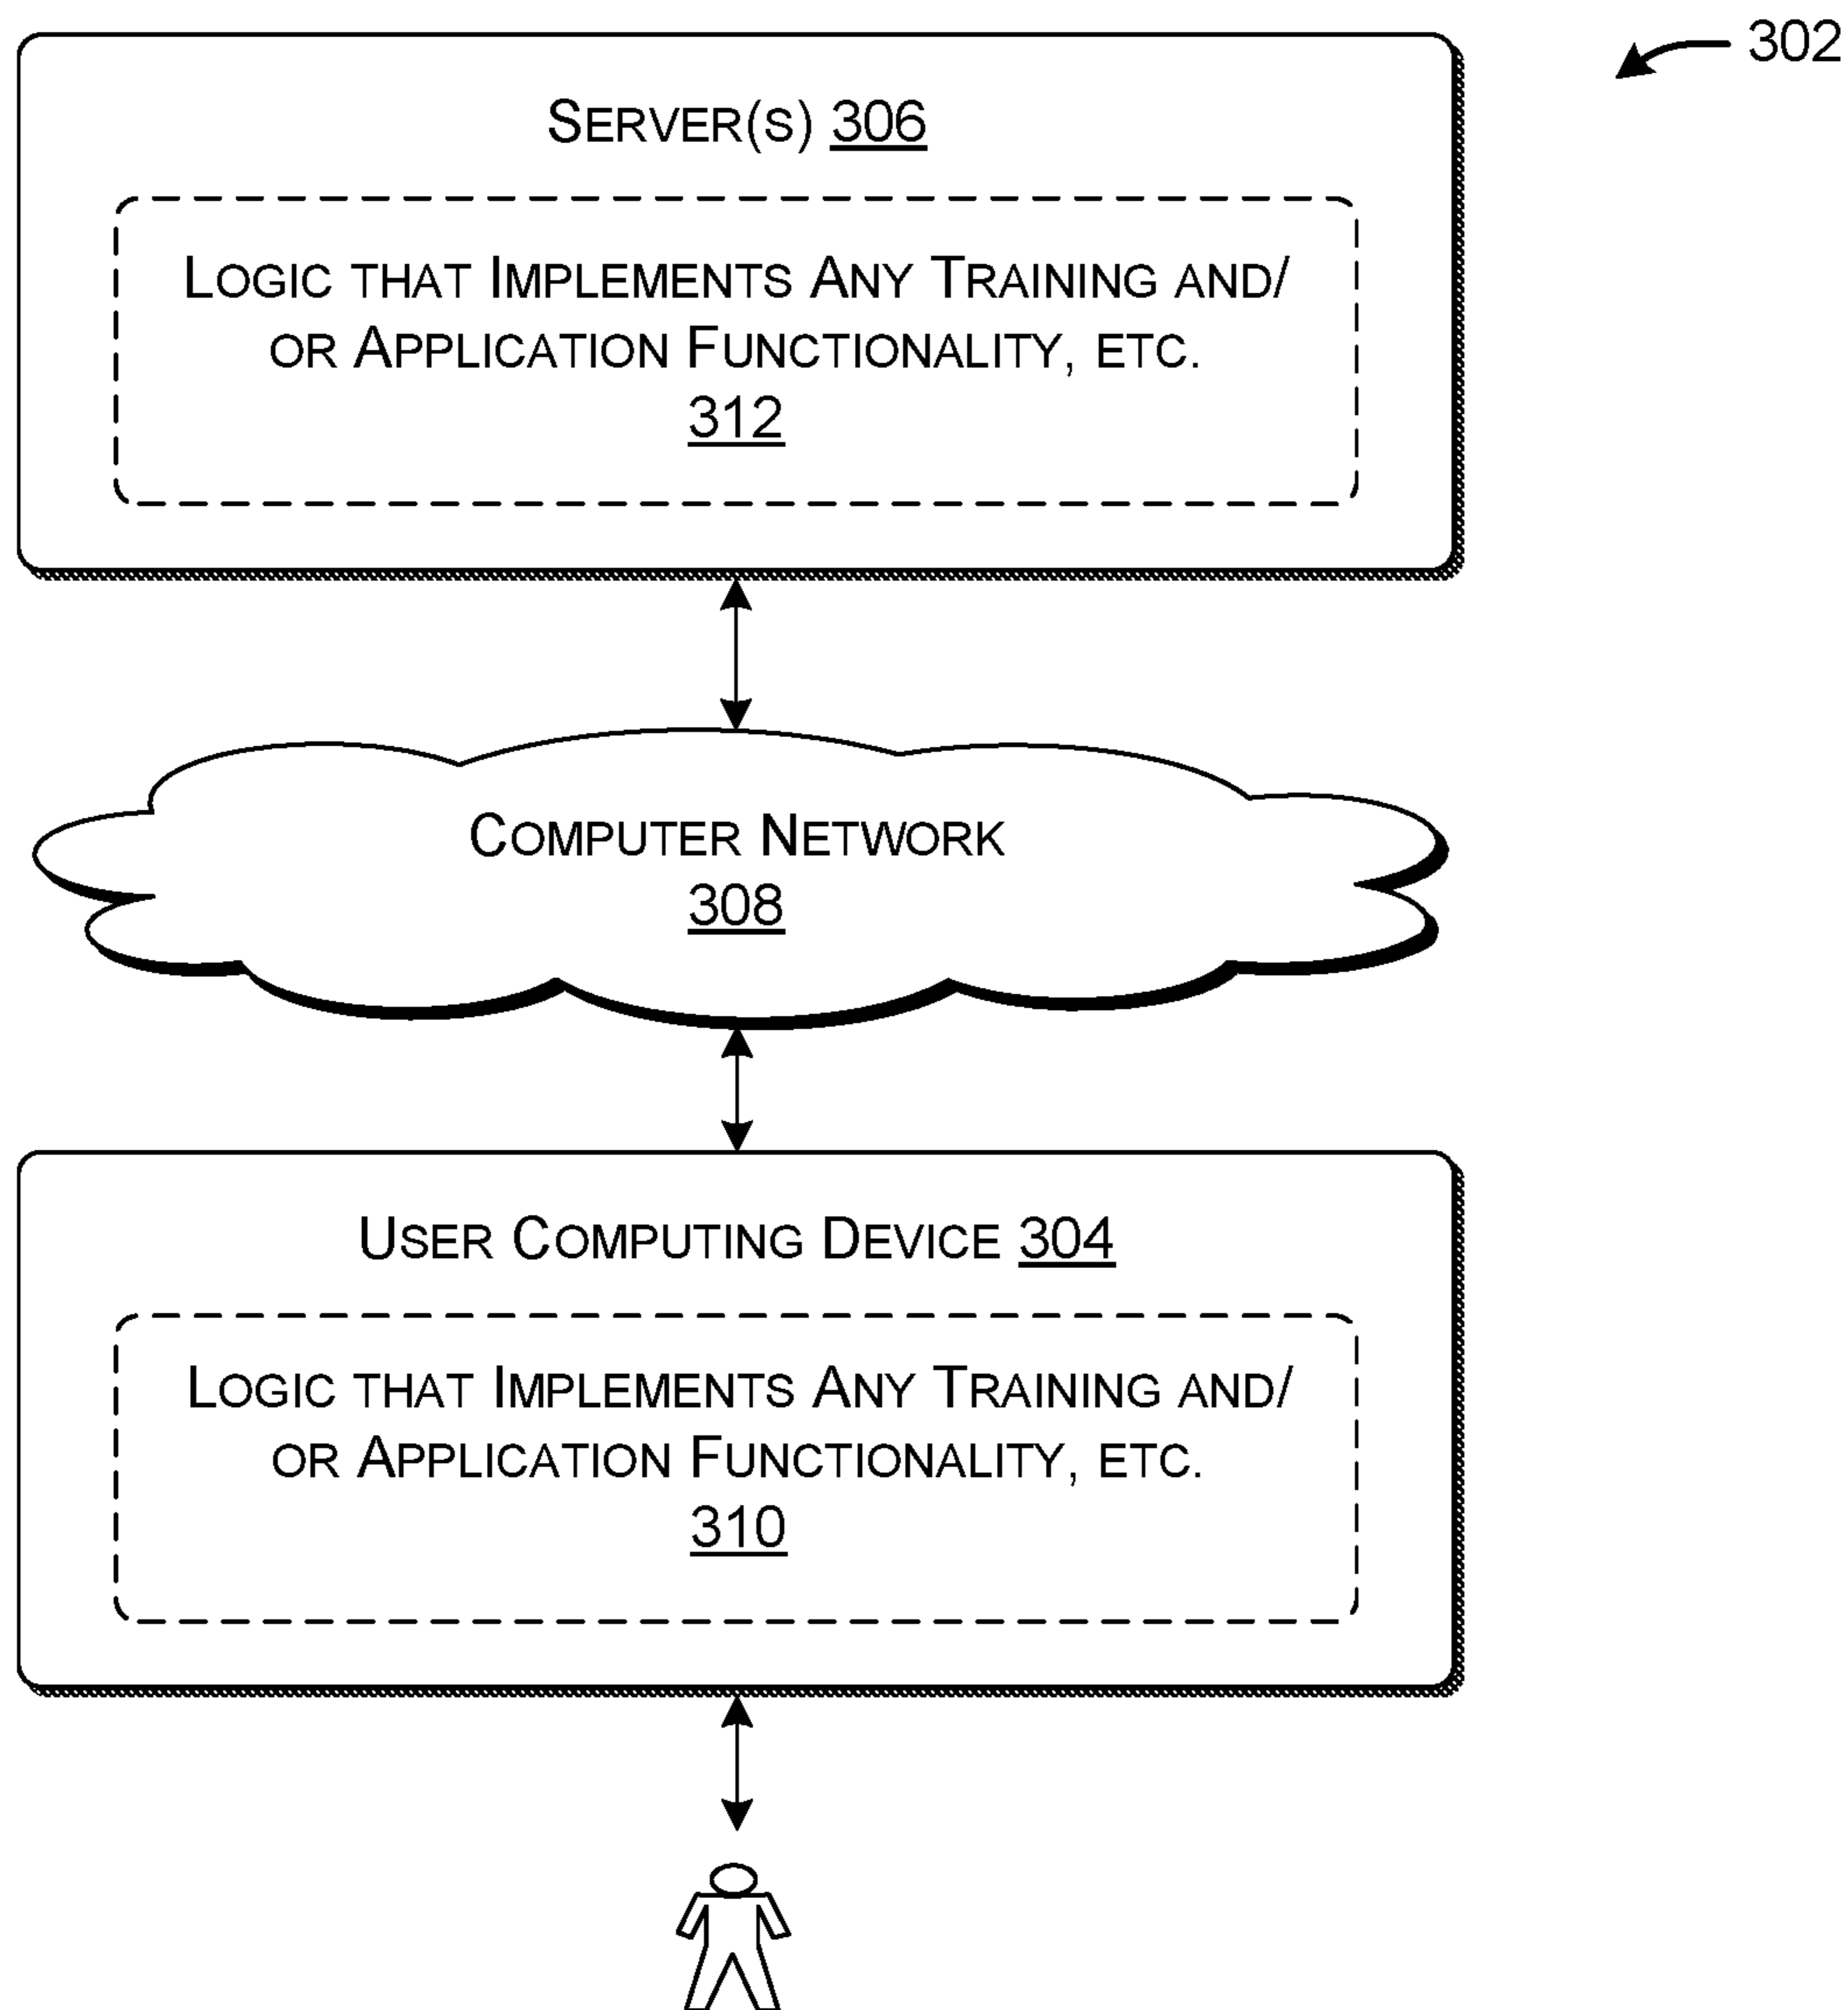 302
SERVER(S) 306
LOGIC THAT IMPLEMENTS ANY TRAINING AND/
OR APPLICATION FUNCTIONALITY, ETC.
312
COMPUTER NETWORK
308
USER COMPUTING DEVICE 304
LOGIC THAT IMPLEMENTS ANY TRAINING AND/
OR APPLICATION FUNCTIONALITY, ETC.
310